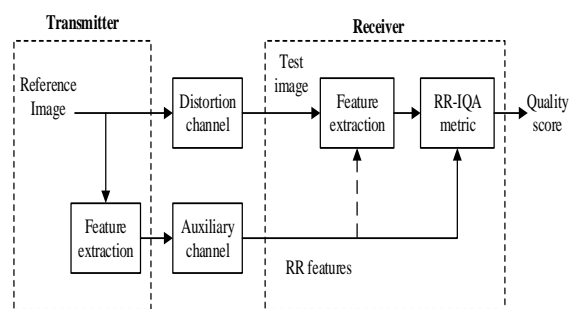 Transmitter
Receiver
Reference
Image
Distortion
channel
Test
image
Feature
extraction
RR-IQA
metric
Quality
score
Feature
extraction
Auxiliary
channel
RR features